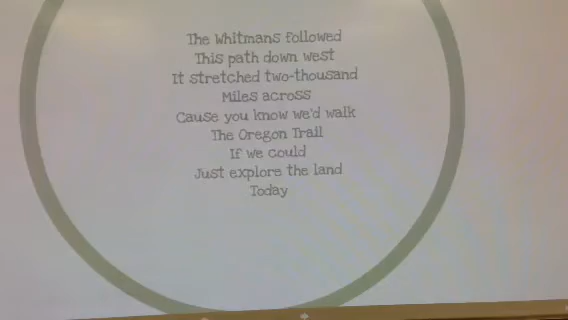 The Whitmans followed
This path down west
It stretched two-thousand
Miles across
Cause you know we'd walk
The Oregon Trail
If we could
Just explore the land
Today